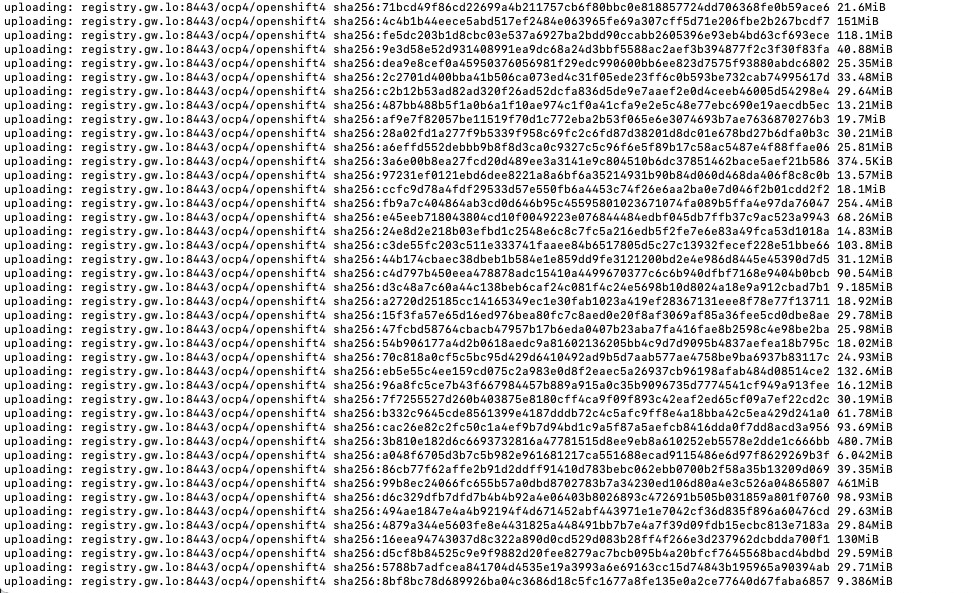 uploading: registry.gw.lo:8443/ocp4/openshift4 sha256:71bcd49f86cd22699a4b211757cb6f80bbc0e818857724dd706368fe0b59ace6 21.6MiB
uploading: registry.gw.lo:8443/ocp4/openshift4 sha256:4c4b1b44eece5abd517ef2484e063965fe69a307cff5d71e206fbe2b267bcdf7 151MiB
uploading: registry.gw.lo:8443/ocp4/openshift4 sha256:fe5dc203b1d8cbc03e537a6927ba2bdd90ccabb2605396e93eb4bd63cf693ece 118.1MiB
uploading: registry.gw.lo:8443/ocp4/openshift4 sha256:9e3d58e52d931408991ea9dc68a24d3bbf5588ac2aef3b394877f2c3f30f83fa 40.88MiB
uploading: registry.gw.lo:8443/ocp4/openshift4 sha256:dea9e8cef0a45950376056981f29edc990600bb6ee823d7575f93880abdc6802 25.35MiB
uploading: registry.gw.lo:8443/ocp4/openshift4 sha256:2c2701d400bba41b506ca073ed4c31f05ede23ff6c0b593be732cab74995617d 33.48MiB
uploading: registry.gw.lo:8443/ocp4/openshift4 sha256:c2b12b53ad82ad320f26ad52dcfa836d5de9e7aaef2e0d4ceeb46005d54298e4 29.64MiB
uploading: registry.gw.lo:8443/ocp4/openshift4 sha256:487bb488b5f1a0b6a1f10ae974c1f0a41cfa9e2e5c48e77ebc690e19aecdb5ec 13.21MiB
uploading: registry.gw.lo:8443/ocp4/openshift4 sha256:af9e7f82057be11519f70d1c772eba2b53f065e6e3074693b7ae7636870276b3 19.7MiB
uploading: registry.gw.lo:8443/ocp4/openshift4 sha256:28a02fd1a277f9b5339f958c69fc2c6fd87d38201d8dc01e678bd27b6dfa0b3c 30.21MiB
uploading: registry.gw.lo:8443/ocp4/openshift4 sha256:a6effd552debbb9b8f8d3ca0c9327c5c96f6e5f89b17c58ac5487e4f88ffae06 25.81MiB
uploading: registry.gw.lo:8443/ocp4/openshift4 sha256:3a6e00b8ea27fcd20d489ee3a3141e9c804510b6dc37851462bace5aef21b586 374.5KiB
uploading: registry.gw.lo:8443/ocp4/openshift4 sha256:97231ef0121ebd6dee8221a8a6bf6a35214931b90b84d060d468da406f8c8c0b 13.57MiB
uploading: registry.gw.lo:8443/ocp4/openshift4 sha256:ccfc9d78a4fdf29533d57e550fb6a4453c74f26e6aa2ba0e7d046f2b01cdd2f2 18.1MiB
uploading: registry.gw.lo:8443/ocp4/openshift4 sha256:fb9a7c404864ab3cd0d646b95c45595801023671074fa089b5ffa4e97da76047 254.4MiB
uploading: registry.gw.lo:8443/ocp4/openshift4 sha256:e45eeb718043804cd10f0049223e076844484edbf045db7ffb37c9ac523a9943 68.26MiB
uploading: registry.gw.lo:8443/ocp4/openshift4 sha256:24e8d2e218b03efbd1c2548e6c8c7fc5a216edb5f2fe7e6e83a49fca53d1018a 14.83MiB
uploading: registry.gw.lo:8443/ocp4/openshift4 sha256:c3de55fc203c511e333741faaee84b6517805d5c27c13932fecef228e51bbe66 103.8MiB
uploading: registry.gw.lo:8443/ocp4/openshift4 sha256:44b174cbaec38dbeb1b584e1e859dd9fe3121200bd2e4e986d8445e45390d7d5 31.12MiB
uploading: registry.gw.lo:8443/ocp4/openshift4 sha256:c4d797b450eea478878adc15410a4499670377c6c6b940dfbf7168e9404b0bcb 90.54MiB
uploading: registry.gw.lo:8443/ocp4/openshift4 sha256:d3c48a7c60a44c138beb6caf24c081f4c24e5698b10d8024a18e9a912cbad7b1 9.185MiB
uploading: registry.gw.lo:8443/ocp4/openshift4 sha256:a2720d25185cc14165349ec1e30fab1023a419ef28367131eee8f78e77f13711 18.92MiB
uploading: registry.gw.lo:8443/ocp4/openshift4 sha256:15f3fa57e65d16ed976bea80fc7c8aed0e20f8af3069af85a36fee5cd0dbe8ae 29.78MiB
uploading: registry.gw.lo:8443/ocp4/openshift4 sha256:47fcbd58764cbacb47957b17b6eda0407b23aba7fa416fae8b2598c4e98be2ba 25.98MiB
uploading: registry.gw.lo:8443/ocp4/openshift4 sha256:54b906177a4d2b0618aedc9a81602136205bb4c9d7d9095b4837aefea18b795c 18.02MiB
uploading: registry.gw.lo:8443/ocp4/openshift4 sha256:70c818a0cf5c5bc95d429d6410492ad9b5d7aab577ae4758be9ba6937b83117c 24.93MiB
uploading: registry.gw.lo:8443/ocp4/openshift4 sha256:eb5e55c4ee159cd075c2a983e0d8f2eaec5a26937cb96198afab484d08514ce2 132.6MiB
uploading: registry.gw.lo:8443/ocp4/openshift4 sha256:96a8fc5ce7b43f667984457b889a915a0c35b9096735d7774541cf949a913fee 16.12MiB
uploading: registry.gw.lo:8443/ocp4/openshift4 sha256:7f7255527d260b403875e8180cff4ca9f09f893c42eaf2ed65cf09a7ef22cd2c 30.19MiB
uploading: registry.gw.lo:8443/ocp4/openshift4 sha256:b332c9645cde8561399e4187dddb72c4c5afc9ff8e4a18bba42c5ea429d241a0 61.78MiB
uploading: registry.gw.lo:8443/ocp4/openshift4 sha256:cac26e82c2fc50c1a4ef9b7d94bd1c9a5f87a5aefcb8416dda0f7dd8acd3a956 93.69MiB
uploading: registry.gw.lo:8443/ocp4/openshift4 sha256:3b810e182d6c6693732816a47781515d8ee9eb8a610252eb5578e2dde1c666bb 480.7MiB
uploading: registry.gw.lo:8443/ocp4/openshift4 sha256:a048f6705d3b7c5b982e961681217ca551688ecad9115486e6d97f8629269b3f 6.042MiB
uploading: registry.gw.lo:8443/ocp4/openshift4 sha256:86cb77f62affe2b91d2ddff91410d783bebc062ebb0700b2f58a35b13209d069 39.35MiB
uploading: registry.gw.lo:8443/ocp4/openshift4 sha256:99b8ec24066fc655b57a0dbd8702783b7a34230ed106d80a4e3c526a04865807 461MiB
uploading: registry.gw.lo:8443/ocp4/openshift4 sha256:d6c329dfb7dfd7b4b4b92a4e06403b8026893c472691b505b031859a801f0760 98.93MiB
uploading: registry.gw.lo:8443/ocp4/openshift4 sha256:494ae1847e4a4b92194f4d671452abf443971e1e7042cf36d835f896a60476cd 29.63MiB
uploading: registry.gw.lo:8443/ocp4/openshift4 sha256:4879a344e5603fe8e4431825a448491bb7b7e4a7f39d09fdb15ecbc813e7183a 29.84MiB
uploading: registry.gw.lo:8443/ocp4/openshift4 sha256:16eea94743037d8c322a890d0cd529d083b28ff4f266e3d237962dcbdda700f1 130MiB
uploading: registry.gw.lo:8443/ocp4/openshift4 sha256:d5cf8b84525c9e9f9882d20fee8279ac7bcb095b4a20bfcf7645568bacd4bdbd 29.59MiB
uploading: registry.gw.lo:8443/ocp4/openshift4 sha256:5788b7adfcea841704d4535e19a3993a6e69163cc15d74843b195965a90394ab 29.71MiB
uploading: registry.gw.lo:8443/ocp4/openshift4 sha256:8bf8bc78d689926ba04c3686d18c5fc1677a8fe135e0a2ce77640d67faba6857 9.386MiB